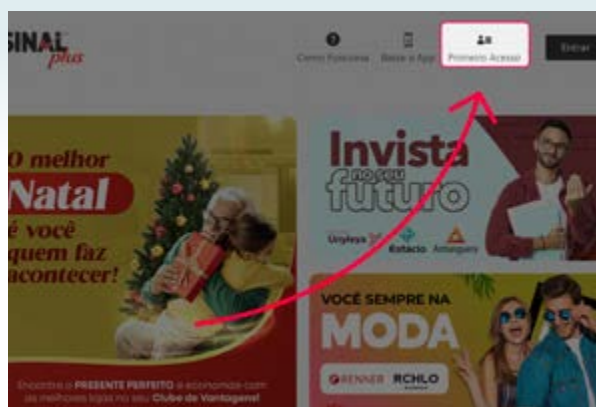 SINAL
plus
Como Funciona
Baixe o App
Primeiro Acesso
Entrar
O melhor
Natal
é você
quem faz
acontecer!
Encontre o PRESENTE PERFEITO e economize com
as melhores lojas no seu Clube de Vantagens!
Invista
no seu
futuro
Unyleya
Estácio
Anhanguera
VOCÊ SEMPRE NA
MODA
RENNER
RCHLO